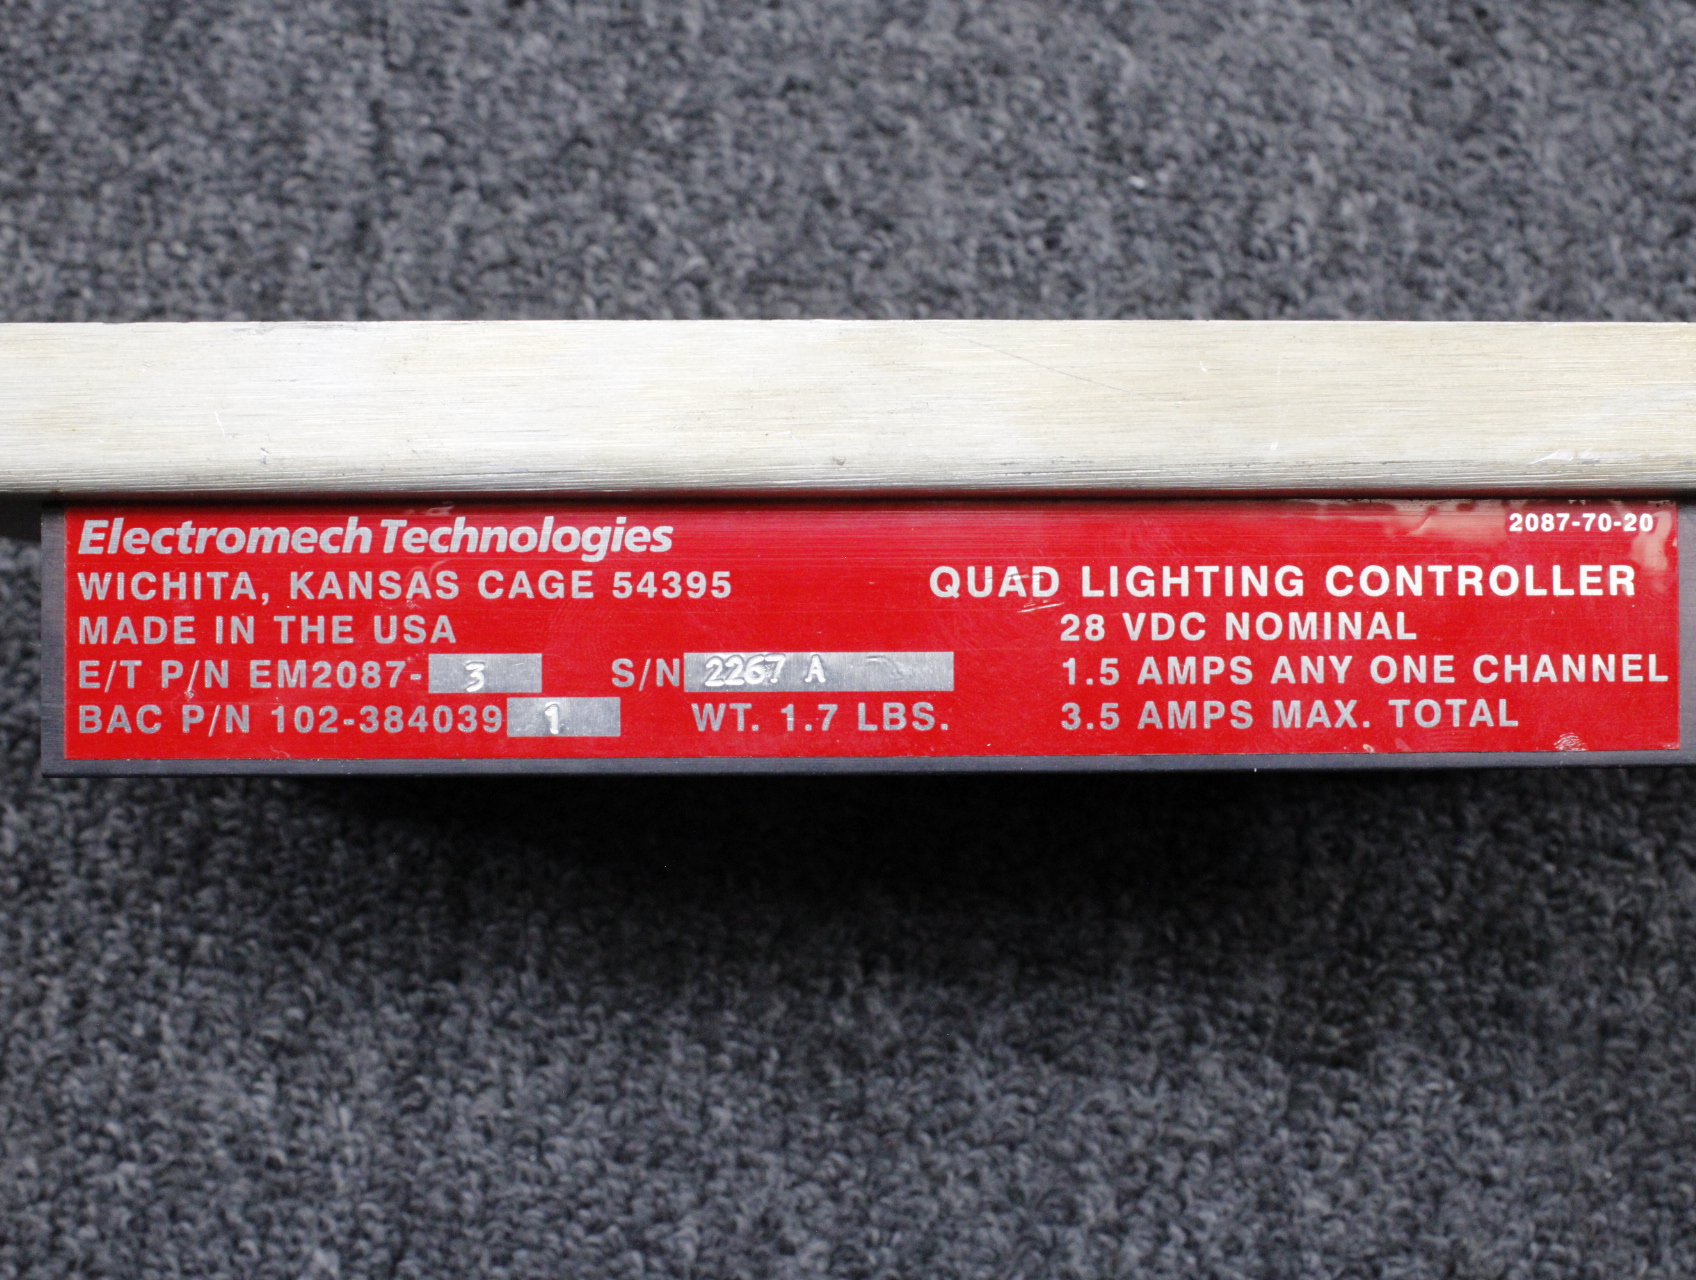 Electromech Technologies
2087-70-20
WICHITA, KANSAS CAGE 54395
QUAD LIGHTING CONTROLLER
MADE IN THE USA
28 VDC NOMINAL
E/T P/N EM2087- 3 S/N 2267 A
1.5 AMPS ANY ONE CHANNEL
BAC P/N 102-384039 1 WT. 1.7 LBS.
3.5 AMPS MAX. TOTAL